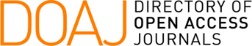 DOAJ
DIRECTORY OF
OPEN ACCESS
JOURNALS